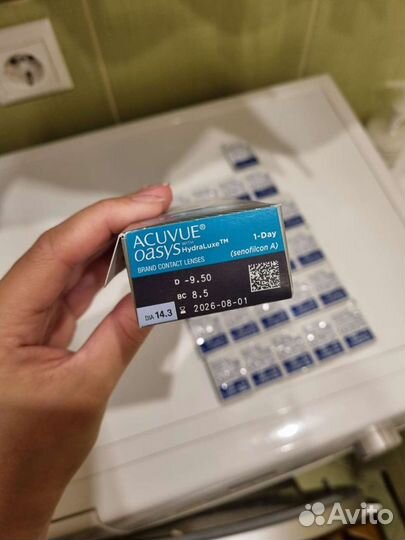 ACUVUE®
OASYS WITH HydraLuxe™ 1-Day
BRAND CONTACT LENSES (senofilcon A)
D -9.50
BC 8.5
DIA 14.3 2026-08-01
Avito